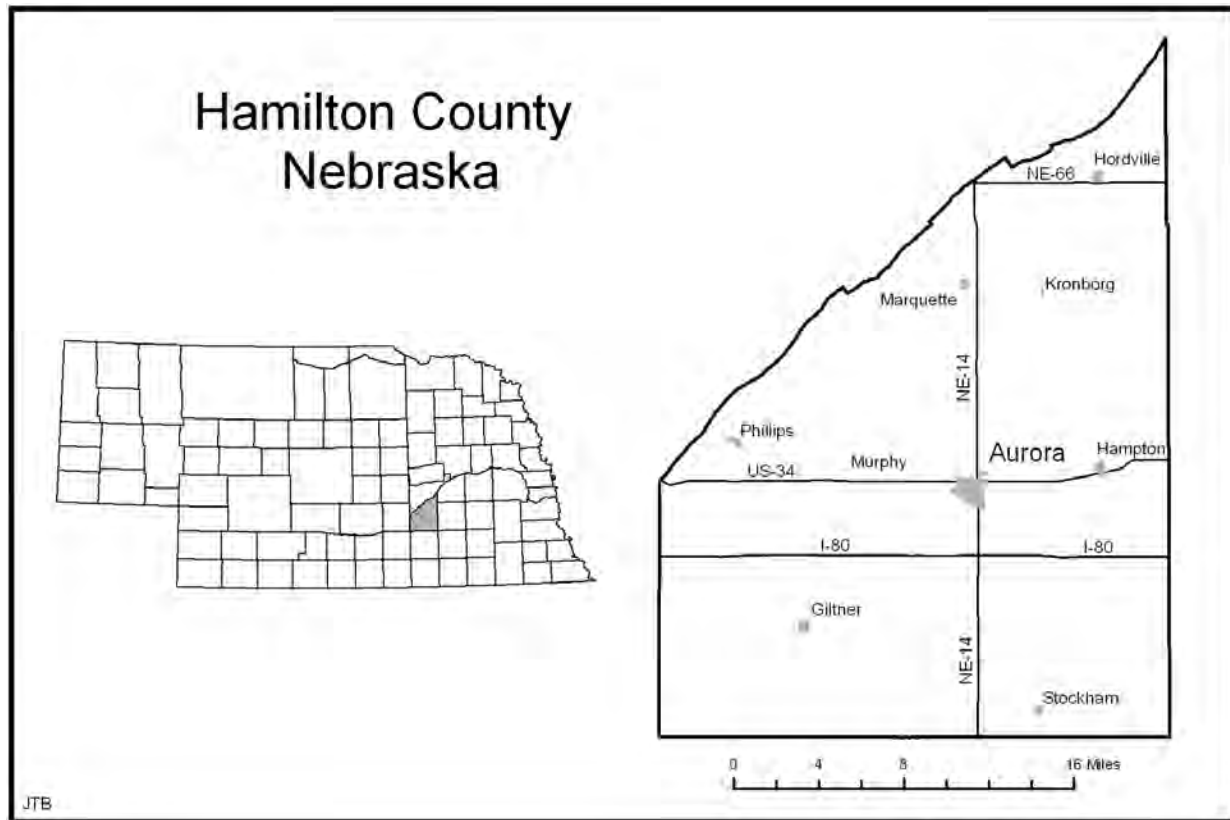 Hamilton County
Nebraska
Hordville
NE-66
Marquette
Kronborg
NE-14
Phillips
Murphy
Aurora
Hampton
US-34
I-80
I-80
Giltner
NE-14
Stockham
0
4
8
16 Miles
JTB